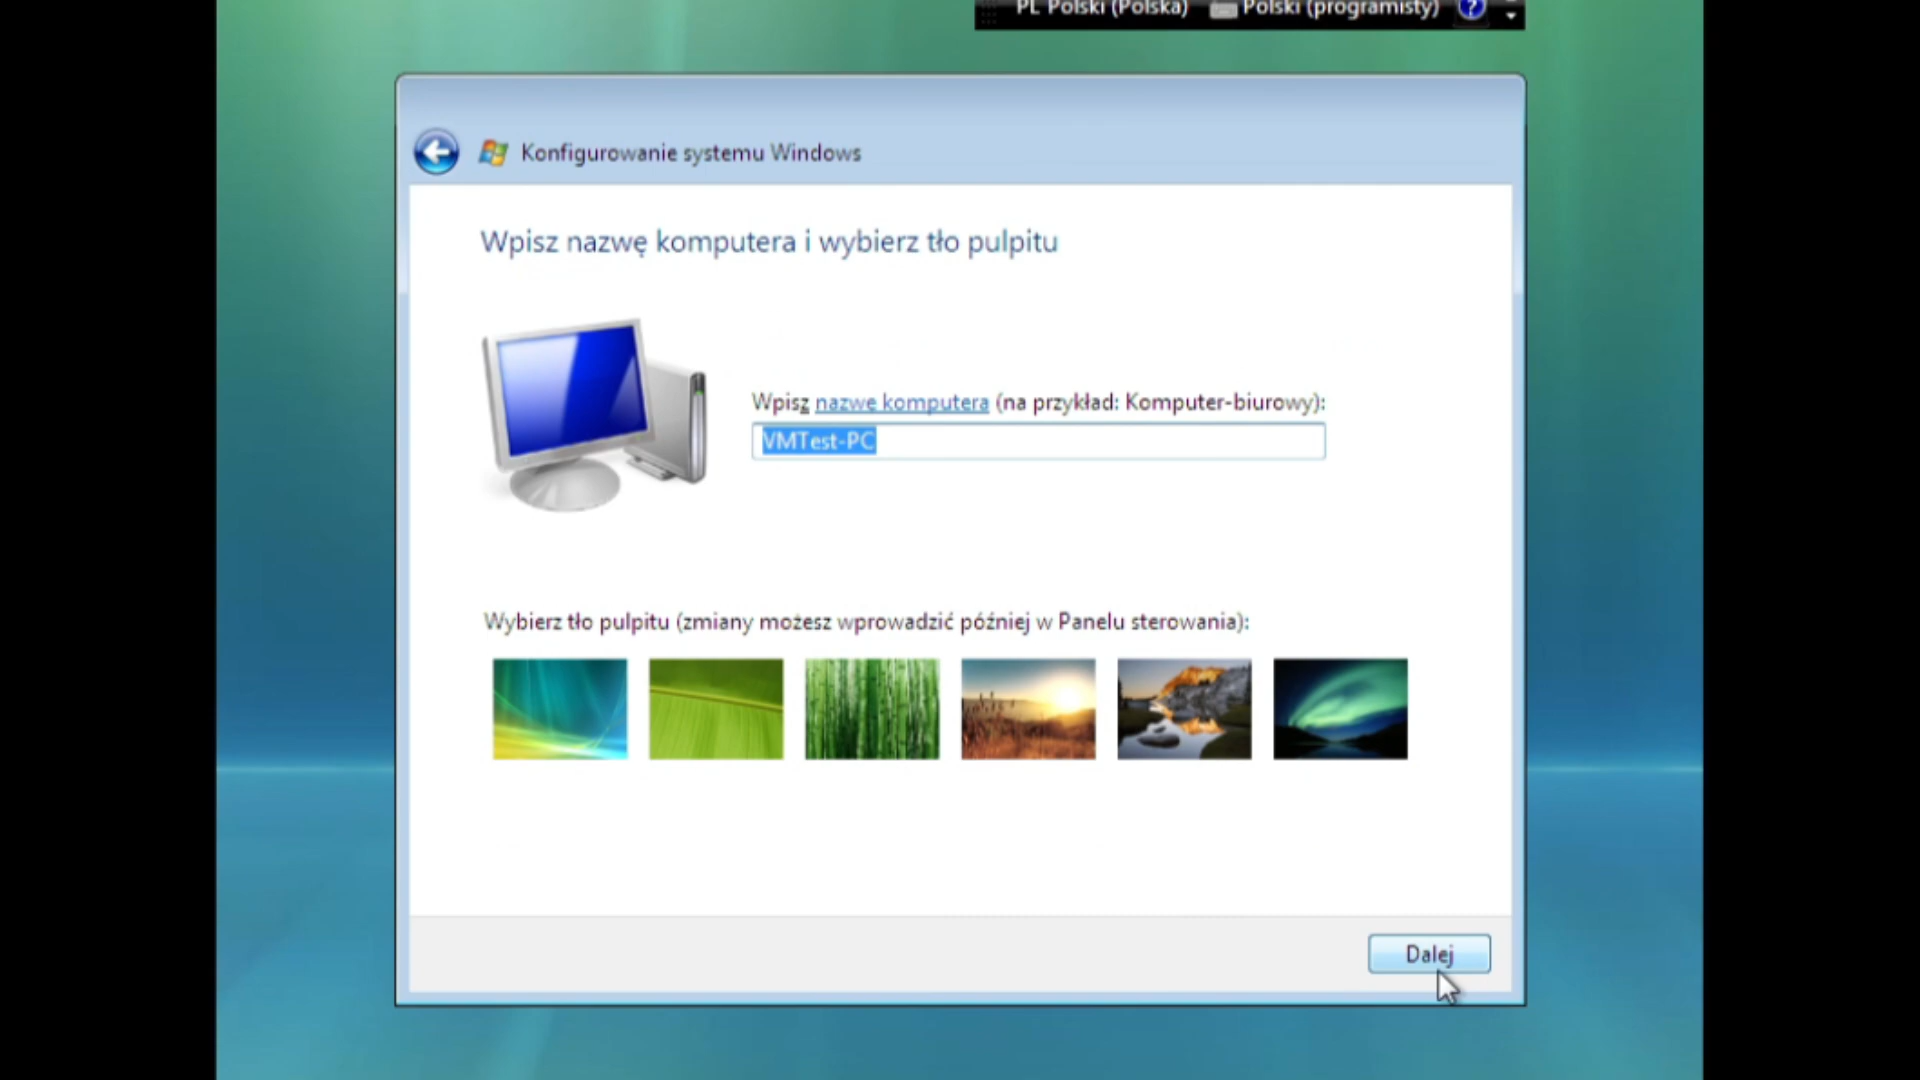 PL Polski (Polska) Polski (programisty) ?
Konfigurowanie systemu Windows
Wpisz nazwę komputera i wybierz tło pulpitu
Wpisz nazwę komputera (na przykład: Komputer-biurowy):
VMTest-PC
Wybierz tło pulpitu (zmiany możesz wprowadzić później w Panelu sterowania):
Dalej